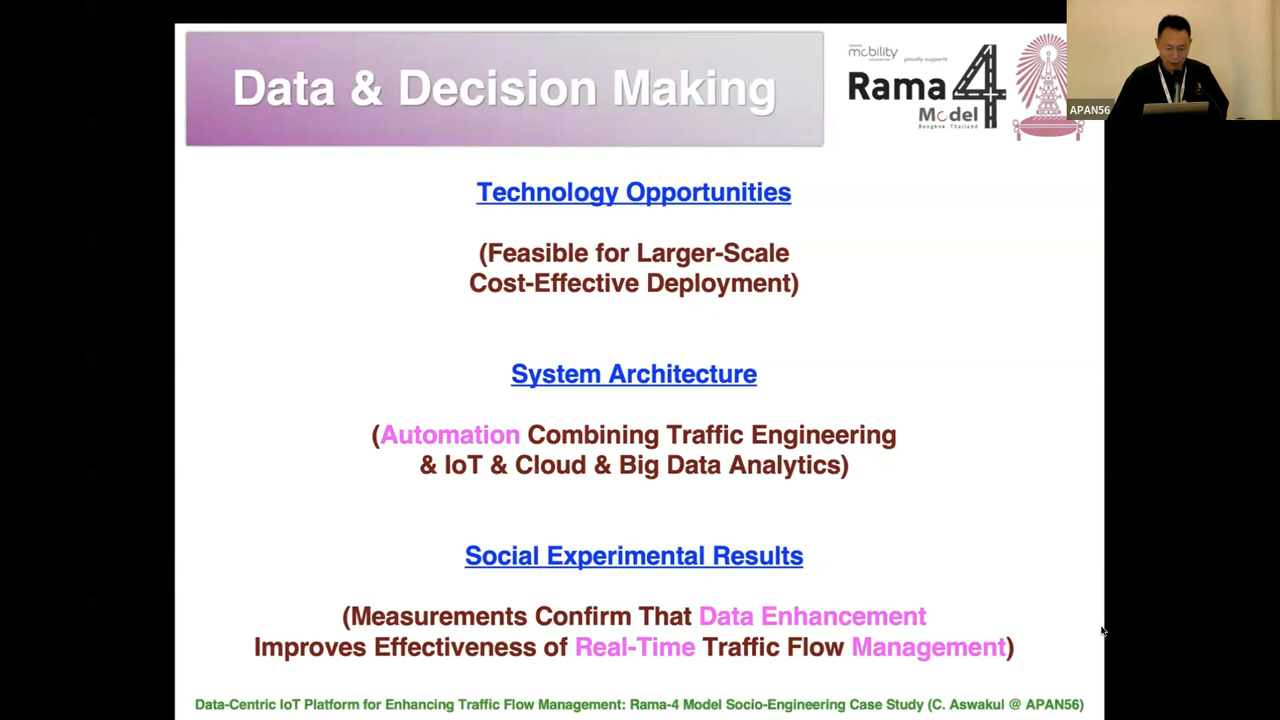 Data & Decision Making
mobility
proudly supports
Rama 4
Model
Bangkok Thailand
APAN56
Technology Opportunities
(Feasible for Larger-Scale
Cost-Effective Deployment)
System Architecture
(Automation Combining Traffic Engineering
& IoT & Cloud & Big Data Analytics)
Social Experimental Results
(Measurements Confirm That Data Enhancement
Improves Effectiveness of Real-Time Traffic Flow Management)
Data-Centric IoT Platform for Enhancing Traffic Flow Management: Rama-4 Model Socio-Engineering Case Study (C. Aswakul @ APAN56)